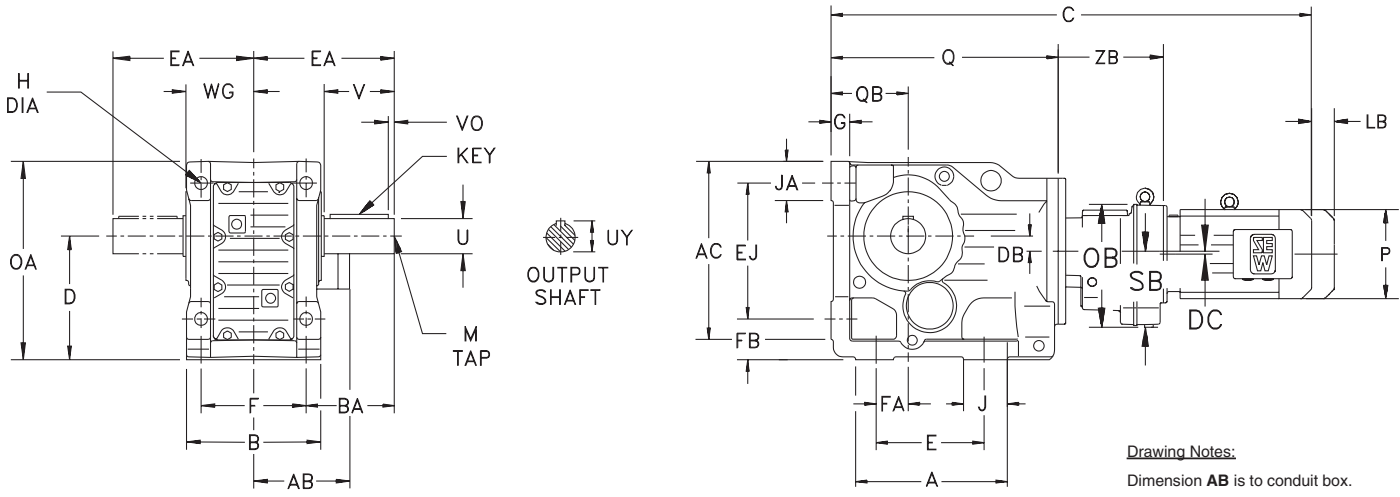 EA
EA
H
DIA
WG
V
VO
KEY
OA
D
U
UY
OUTPUT
SHAFT
M
TAP
F
BA
B
AB
C
Q
ZB
QB
G
LB
JA
AC
EJ
DB
OB
SB
DC
P
SEW
FB
FA
J
E
A
Drawing Notes:
Dimension AB is to conduit box.